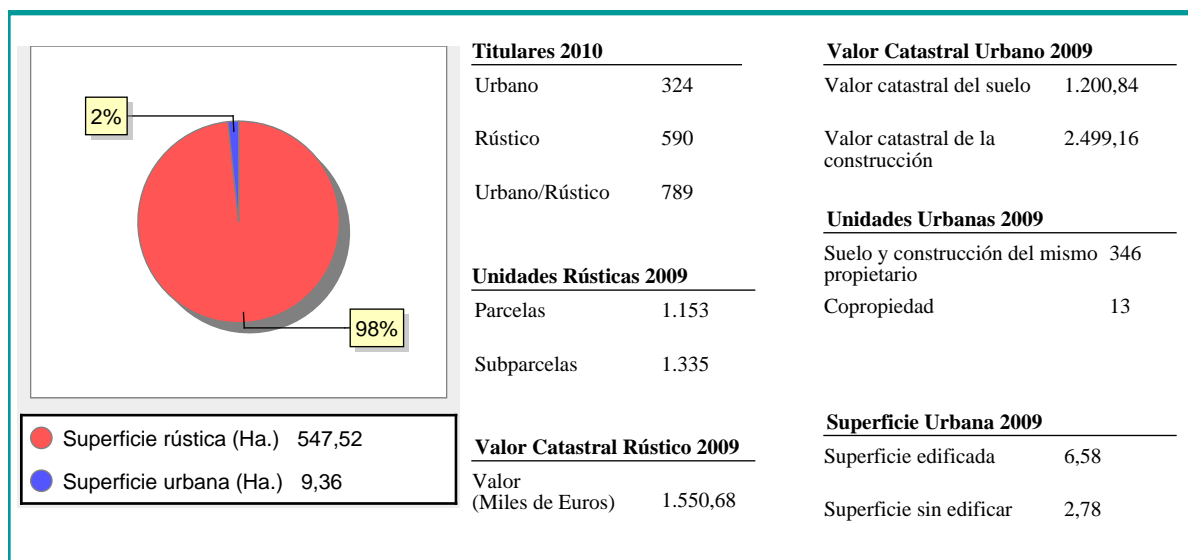 2%
98%
Superficie rústica (Ha.) 547,52
Superficie urbana (Ha.) 9,36
Titulares 2010
Urbano 324
Rústico 590
Urbano/Rústico 789
Unidades Rústicas 2009
Parcelas 1.153
Subparcelas 1.335
Valor Catastral Rústico 2009
Valor
(Miles de Euros) 1.550,68
Valor Catastral Urbano 2009
Valor catastral del suelo 1.200,84
Valor catastral de la 2.499,16
construcción
Unidades Urbanas 2009
Suelo y construcción del mismo 346
propietario
Copropiedad 13
Superficie Urbana 2009
Superficie edificada 6,58
Superficie sin edificar 2,78